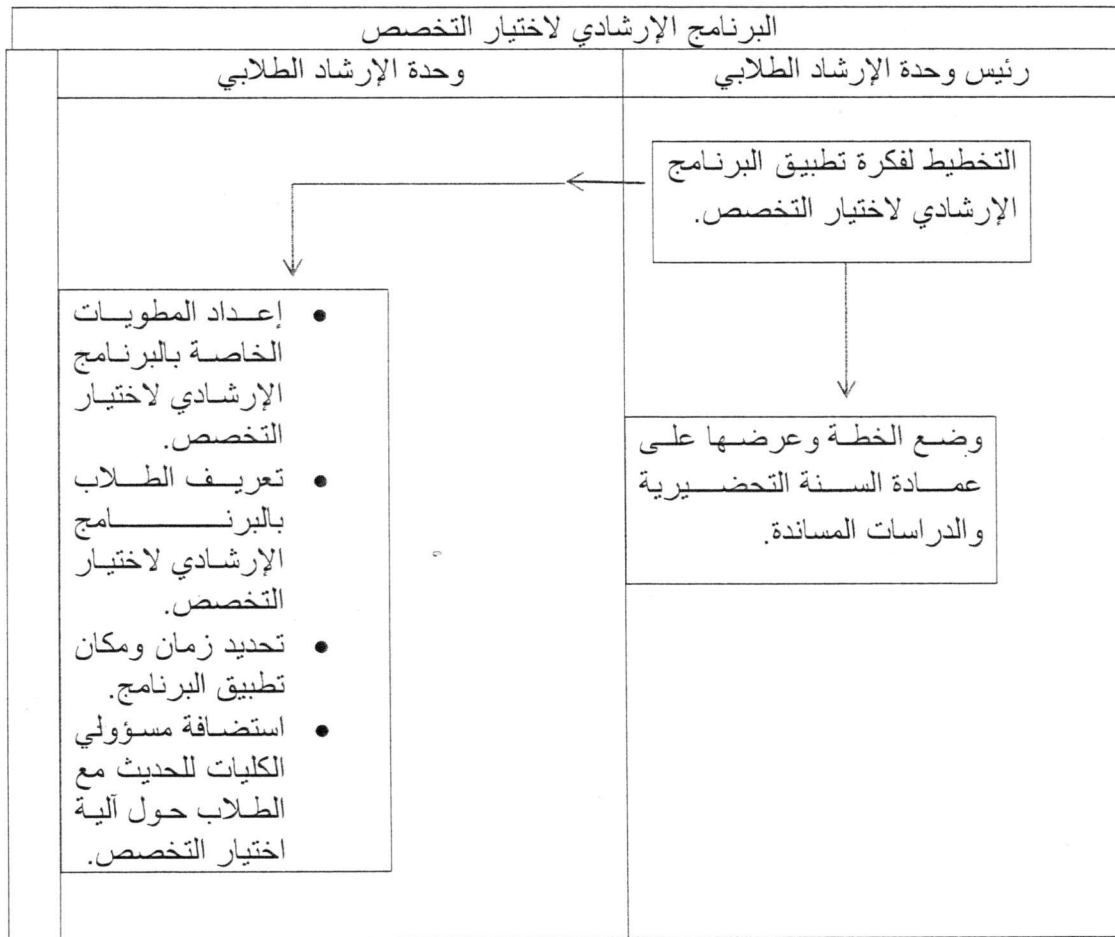 البرنامج الإرشادي لاختيار التخصص
رئيس وحدة الإرشاد الطلابي
وحدة الإرشاد الطلابي
التخطيط لفكرة تطبيق البرنامج
الإرشادي لاختيار التخصص.
وضع الخطة وعرضها على
عمادة السنة التحضيرية
والدراسات المساندة.
• إعداد المطويات
الخاصة بالبرنامج
الإرشادي لاختيار
التخصص.
• تعريف الطلاب
بالبرنامج
الإرشادي لاختيار
التخصص.
• تحديد زمان ومكان
تطبيق البرنامج.
• استضافة مسؤولي
الكليات للحديث مع
الطلاب حول آلية
اختيار التخصص.